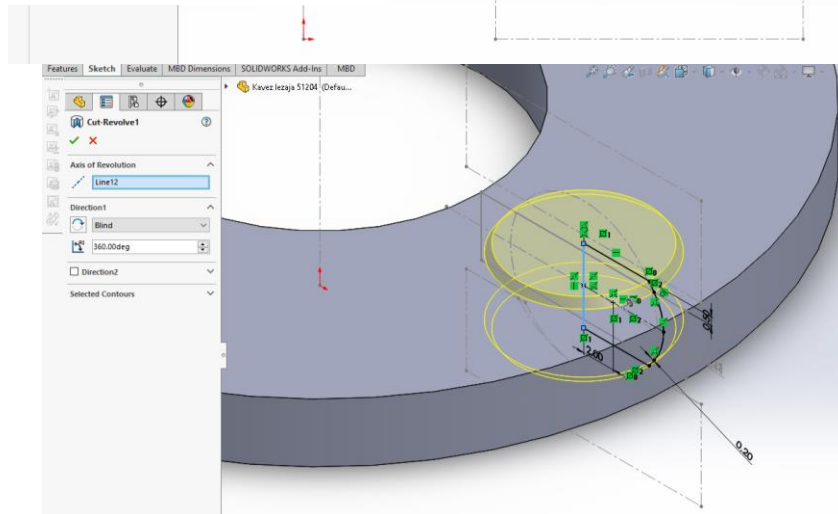 Features Sketch Evaluate MBD Dimensions SOLIDWORKS Add-Ins MBD
Kavez lezaja 51204 (Defau...
Cut-Revolve1
Axis of Revolution
Line12
Direction1
Blind
360.00deg
Direction2
Selected Contours
0.50
2.00
0.20